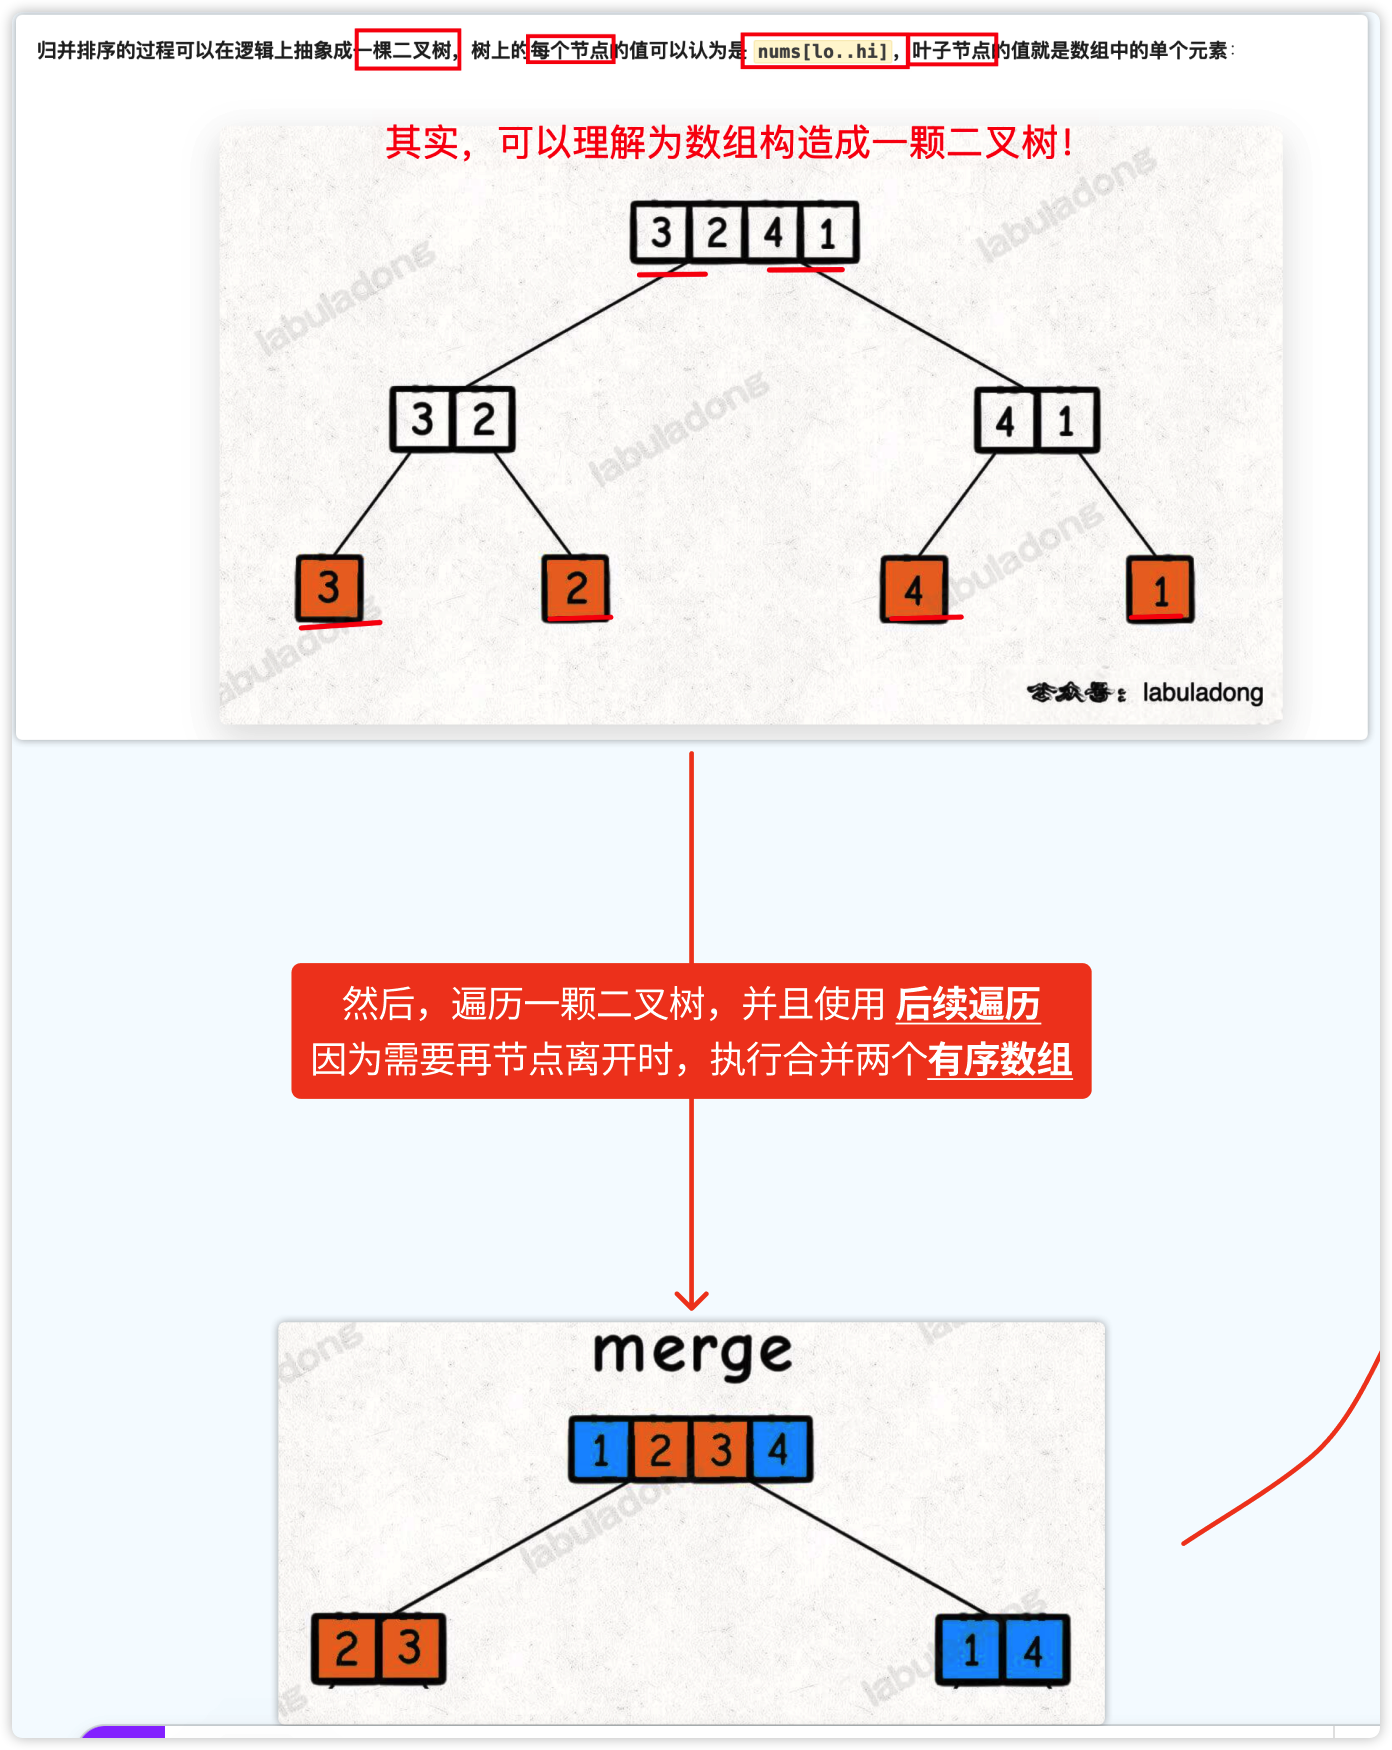 归并排序的过程可以在逻辑上抽象成一棵二叉树，树上的每个节点的值可以认为是 nums[lo..hi]，叶子节点的值就是数组中的单个元素：
其实，可以理解为数组构造成一颗二叉树！
labuladong
labuladong
3 2 4 1
labuladong
3 2
4 1
labuladong
3
2
4
1
labuladong
公众号：labuladong
然后，遍历一颗二叉树，并且使用 后续遍历
因为需要再节点离开时，执行合并两个有序数组
merge
1 2 3 4
labuladong
2 3
1 4